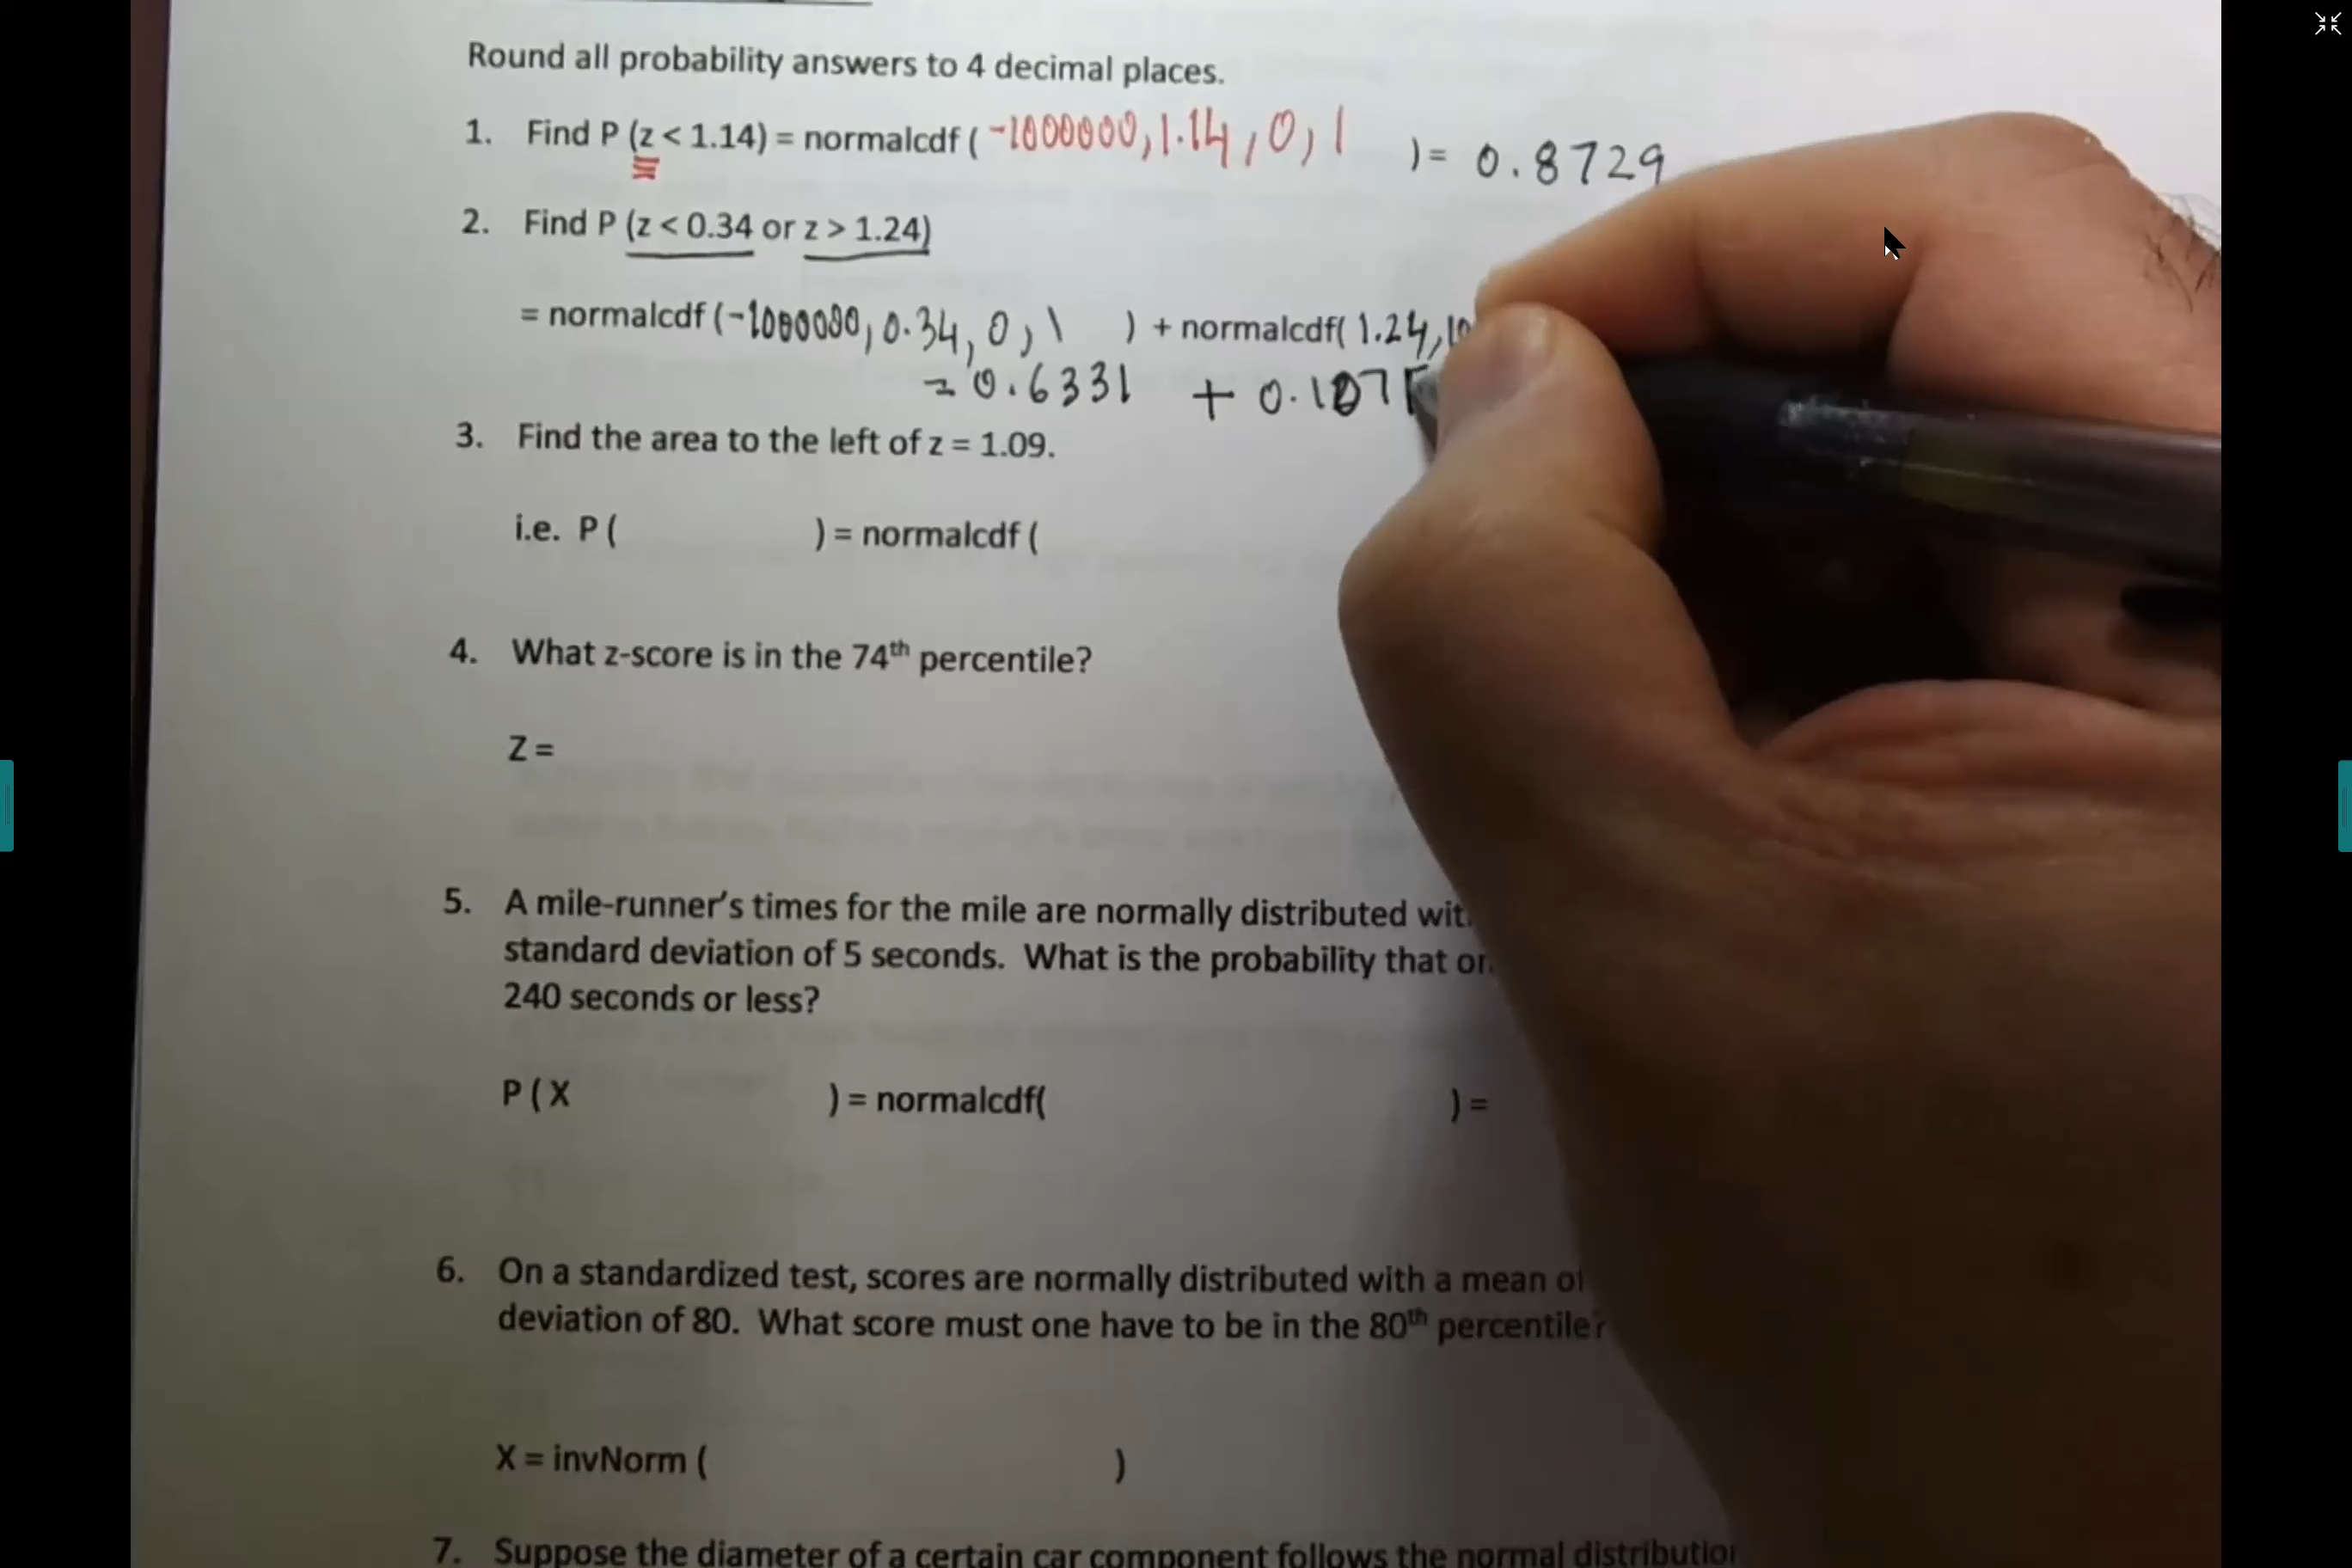 Round all probability answers to 4 decimal places.
1. Find P (z < 1.14) = normalcdf ( -1000000, 1.14, 0, 1 ) = 0.8729
2. Find P (z < 0.34 or z > 1.24)
= normalcdf (-1000000, 0.34, 0, 1 ) + normalcdf( 1.24, 10
= 0.6331 + 0.107
3. Find the area to the left of z = 1.09.
i.e. P ( ) = normalcdf (
4. What z-score is in the 74th percentile?
Z =
5. A mile-runner's times for the mile are normally distributed
standard deviation of 5 seconds. What is the probability that
240 seconds or less?
P ( X ) = normalcdf( ) =
6. On a standardized test, scores are normally distributed with a mean of
deviation of 80. What score must one have to be in the 80th percentile?
X = invNorm ( )
7. Suppose the diameter of a certain car component follows the normal